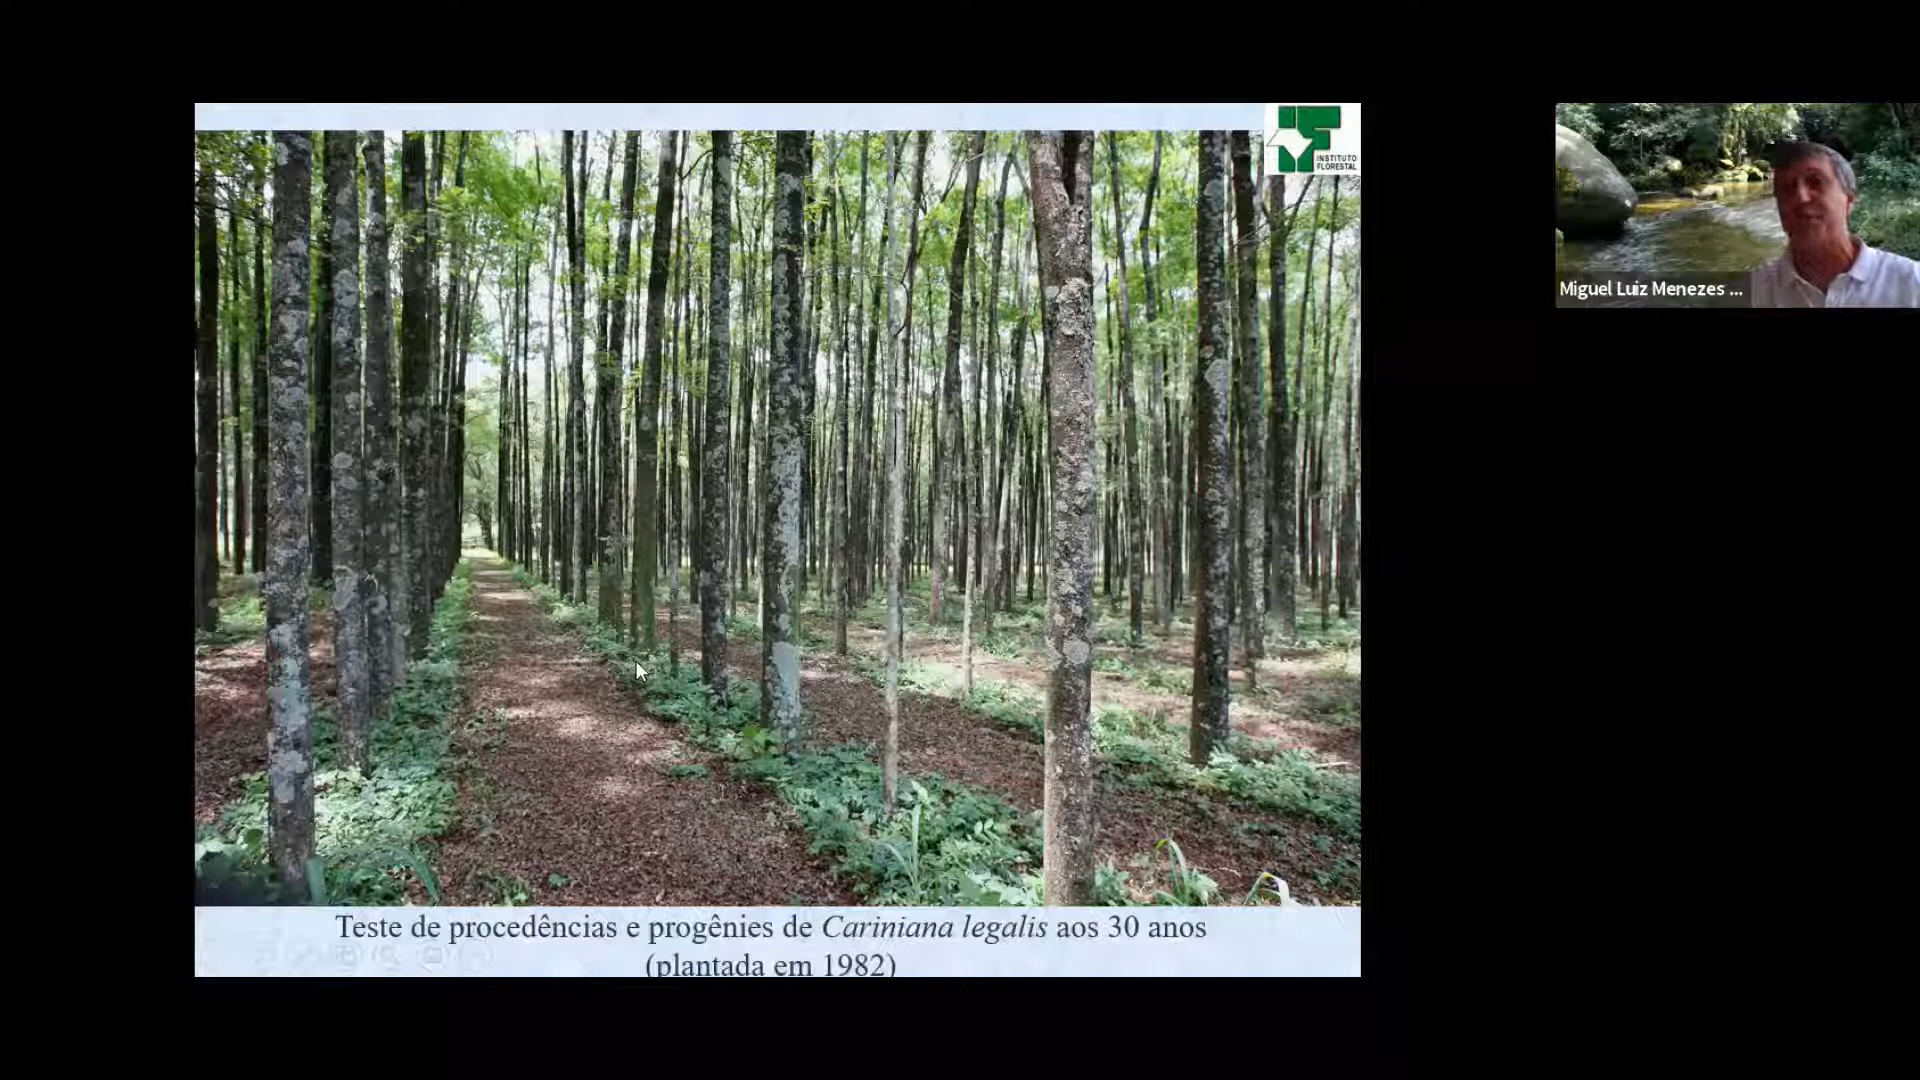 INSTITUTO
FLORESTAL
Miguel Luiz Menezes ...
Teste de procedências e progênies de Cariniana legalis aos 30 anos
(plantada em 1982)